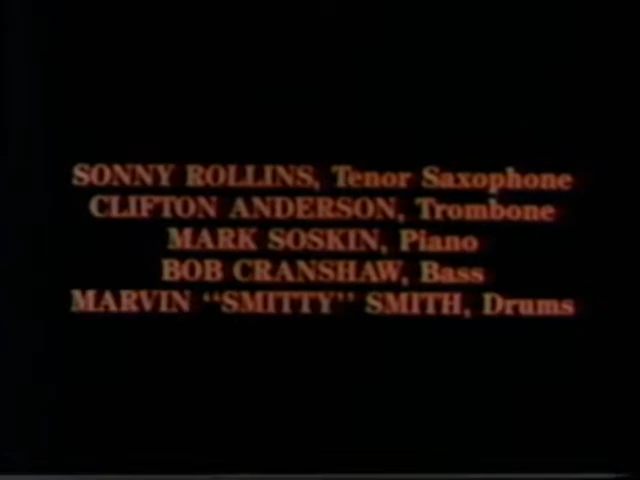 SONNY ROLLINS, Tenor Saxophone
CLIFTON ANDERSON, Trombone
MARK SOSKIN, Piano
BOB CRANSHAW, Bass
MARVIN "SMITTY" SMITH, Drums